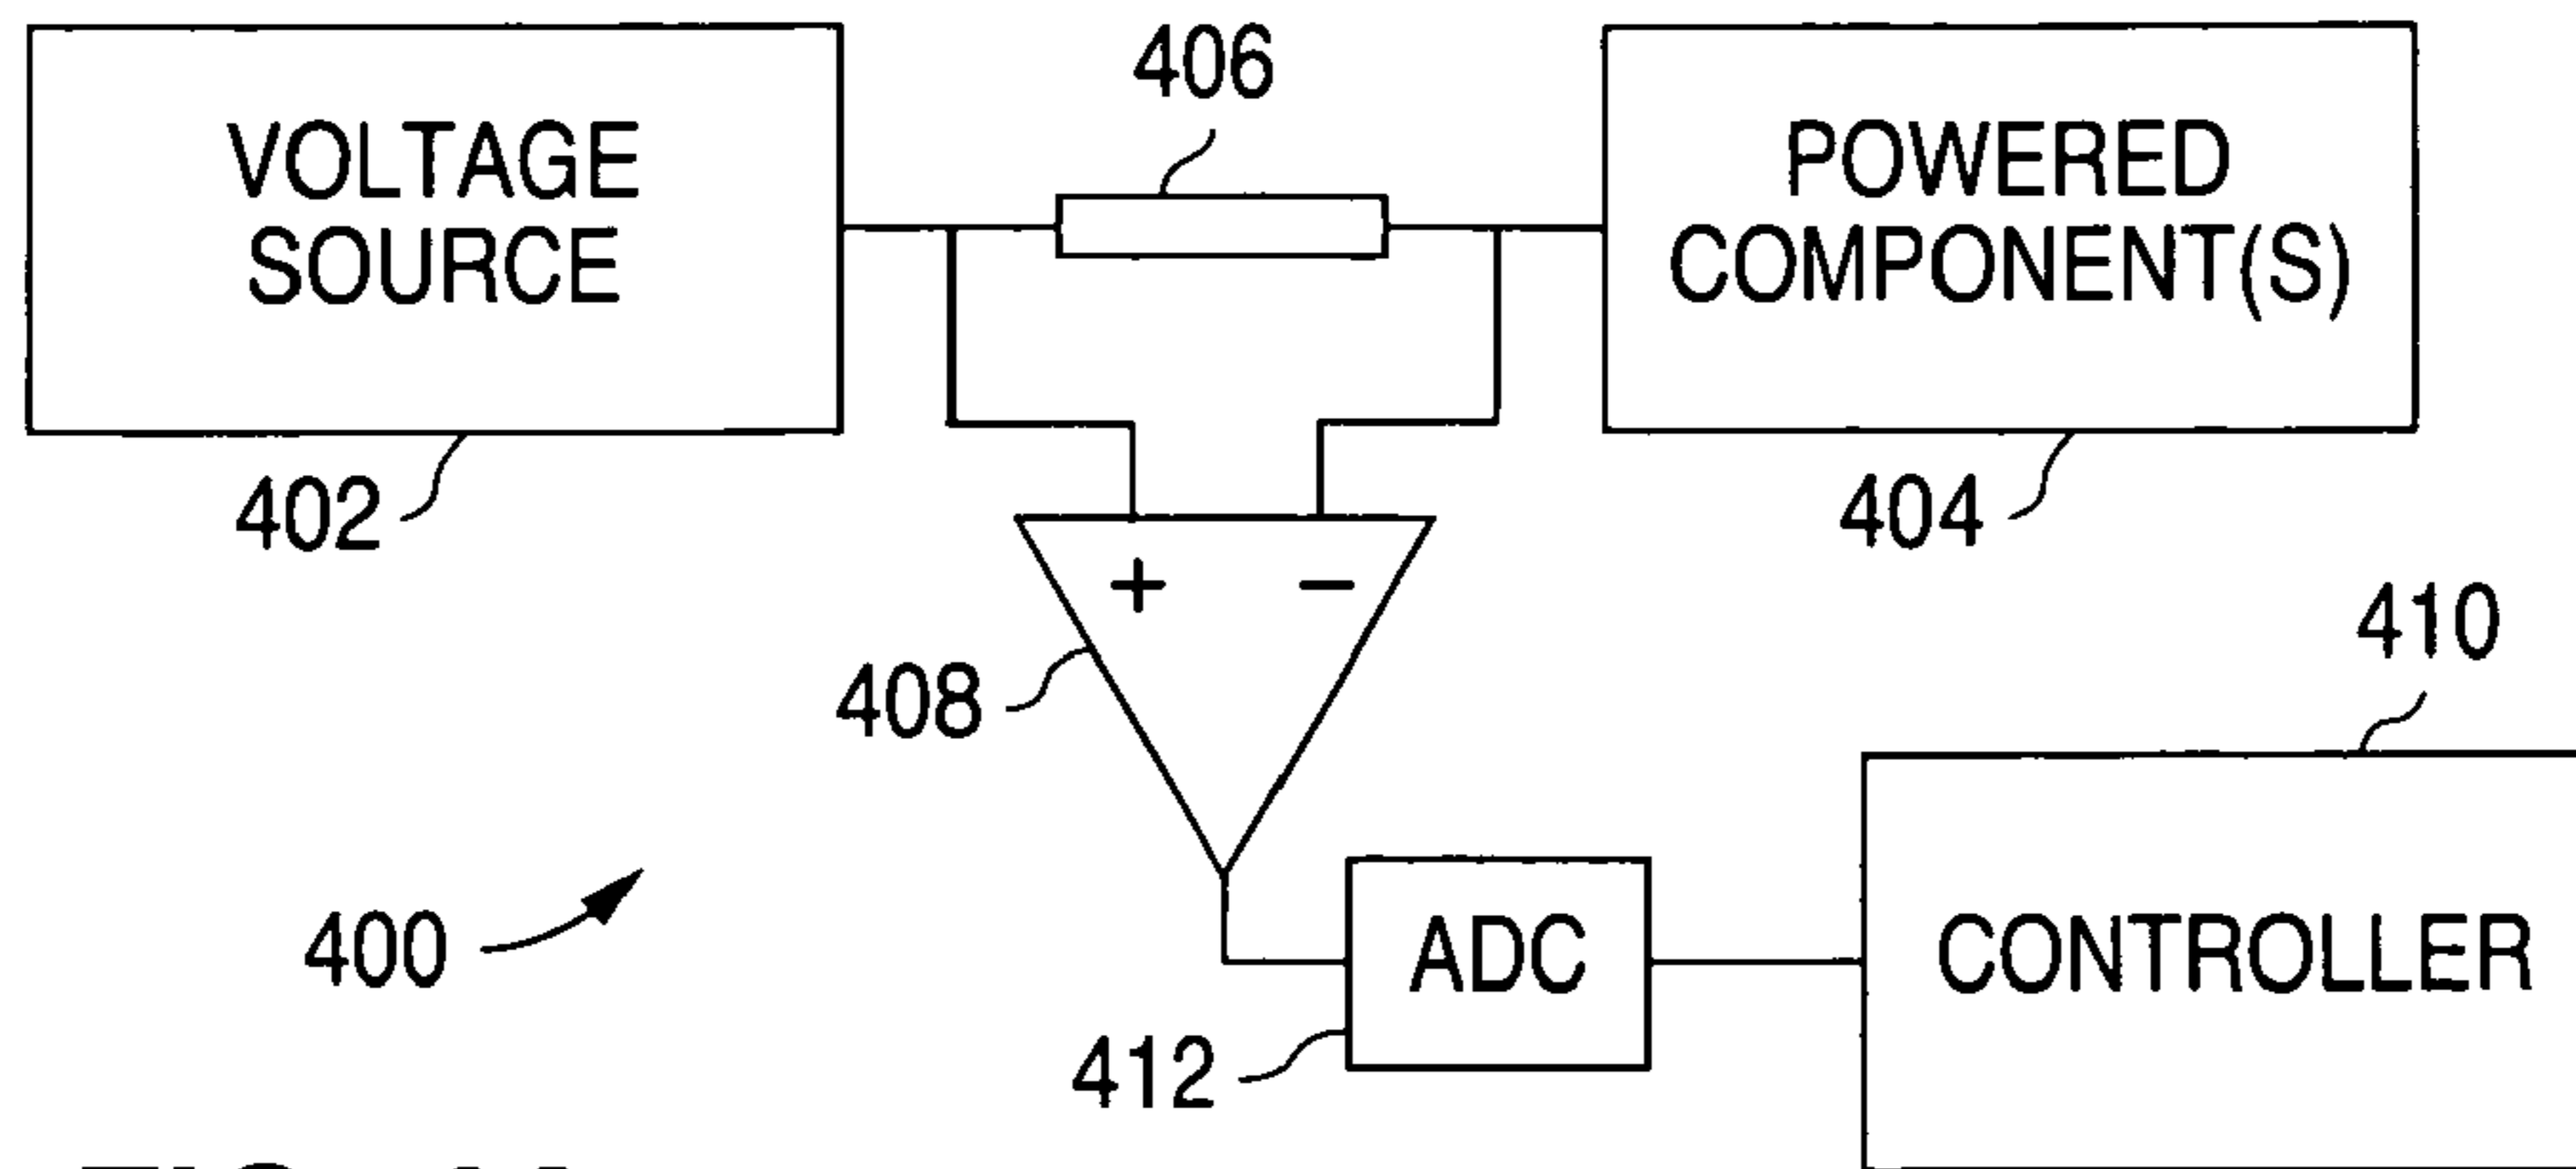 406
VOLTAGE
SOURCE
POWERED
COMPONENT(S)
402
404
+ −
408
410
400
ADC
CONTROLLER
412